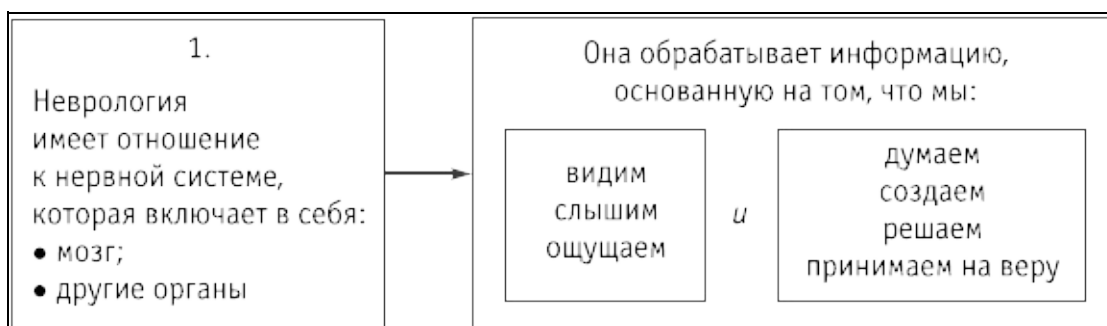 1.
Неврология
имеет отношение
к нервной системе,
которая включает в себя:
● мозг;
● другие органы
Она обрабатывает информацию,
основанную на том, что мы:
видим
слышим
ощущаем
и
думаем
создаем
решаем
принимаем на веру